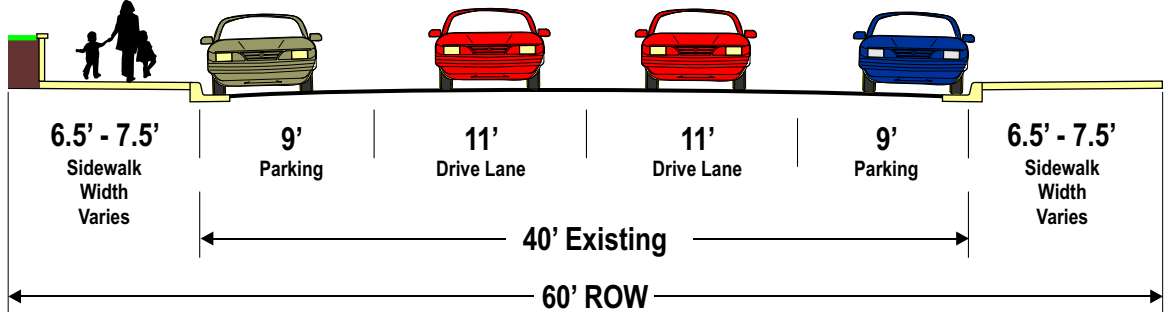 6.5’ - 7.5’
Sidewalk
Width
Varies
9’
Parking
11’
Drive Lane
11’
Drive Lane
9’
Parking
6.5’ - 7.5’
Sidewalk
Width
Varies
40’ Existing
60’ ROW